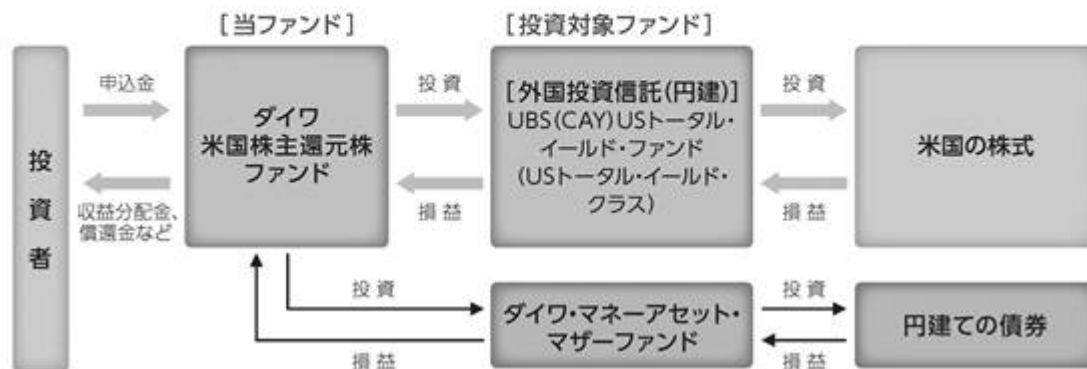 [当ファンド]
[投資対象ファンド]
投資者
申込金
収益分配金、
償還金など
ダイワ
米国株主還元株
ファンド
投資
損益
[外国投資信託(円建)]
UBS(CAY)USトータル・
イールド・ファンド
(USトータル・イールド・
クラス)
投資
損益
米国の株式
投資
損益
ダイワ・マネーアセット・
マザーファンド
投資
損益
円建ての債券